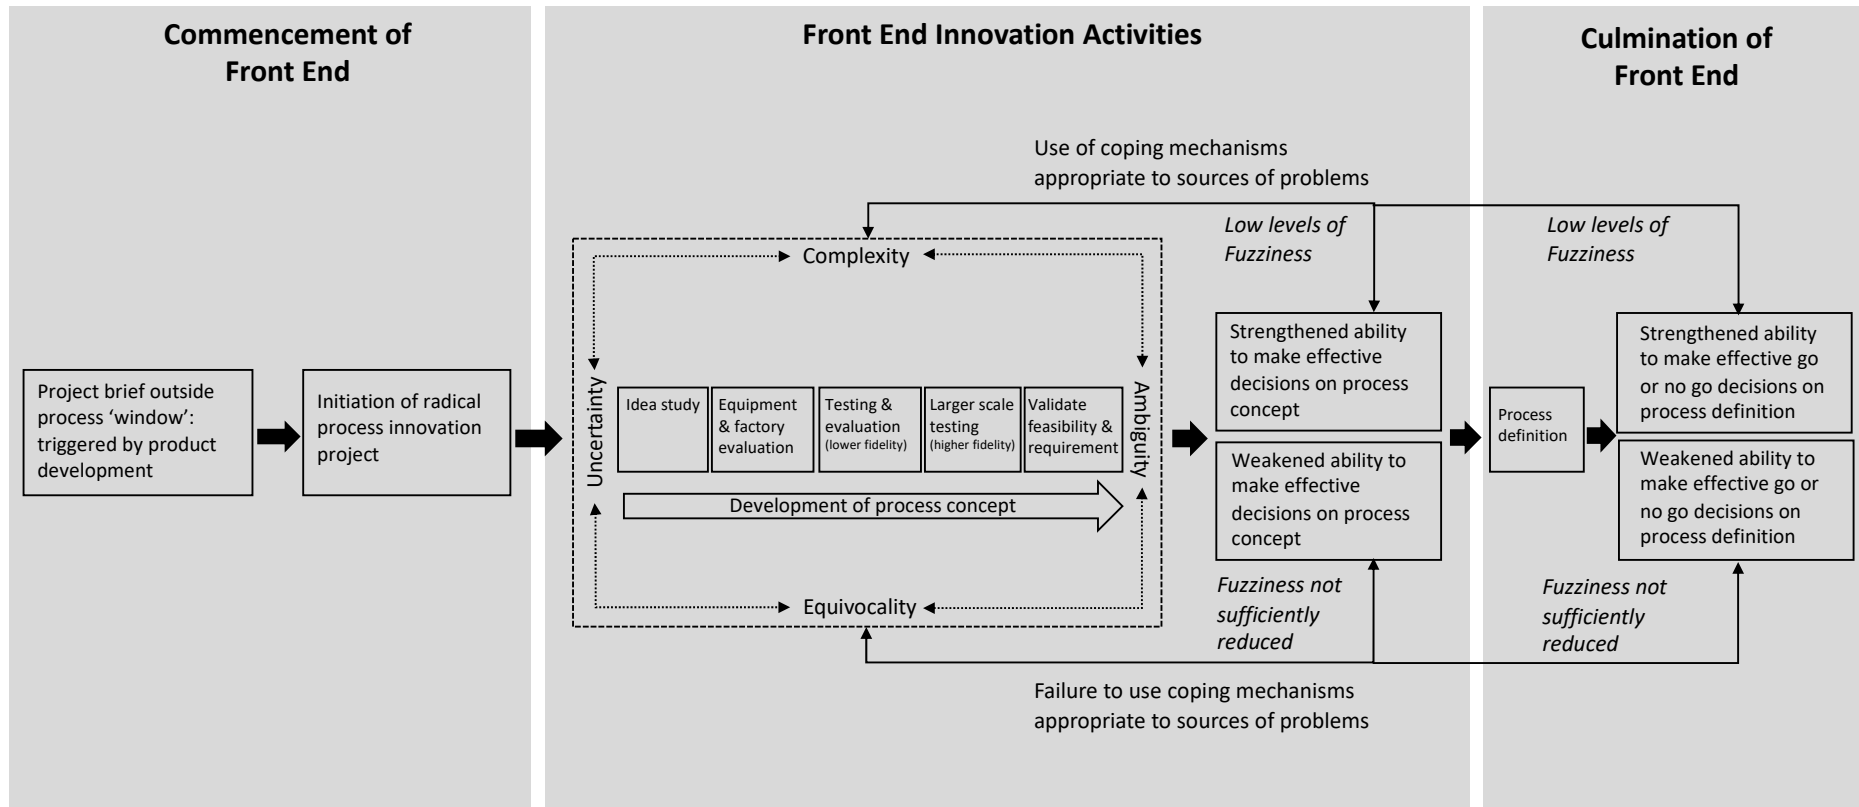 Commencement of
Front End
Project brief outside
process ‘window’:
triggered by product
development
Initiation of radical
process innovation
project
Front End Innovation Activities
Use of coping mechanisms
appropriate to sources of problems
Low levels of
Fuzziness
Complexity
Uncertainty
Ambiguity
Idea study
Equipment
& factory
evaluation
Testing &
evaluation
(lower fidelity)
Larger scale
testing
(higher fidelity)
Validate
feasibility &
requirement
Development of process concept
Equivocality
Strengthened ability
to make effective
decisions on process
concept
Weakened ability to
make effective
decisions on process
concept
Fuzziness not
sufficiently
reduced
Failure to use coping mechanisms
appropriate to sources of problems
Culmination of
Front End
Low levels of
Fuzziness
Process
definition
Strengthened ability
to make effective go
or no go decisions on
process definition
Weakened ability to
make effective go or
no go decisions on
process definition
Fuzziness not
sufficiently
reduced